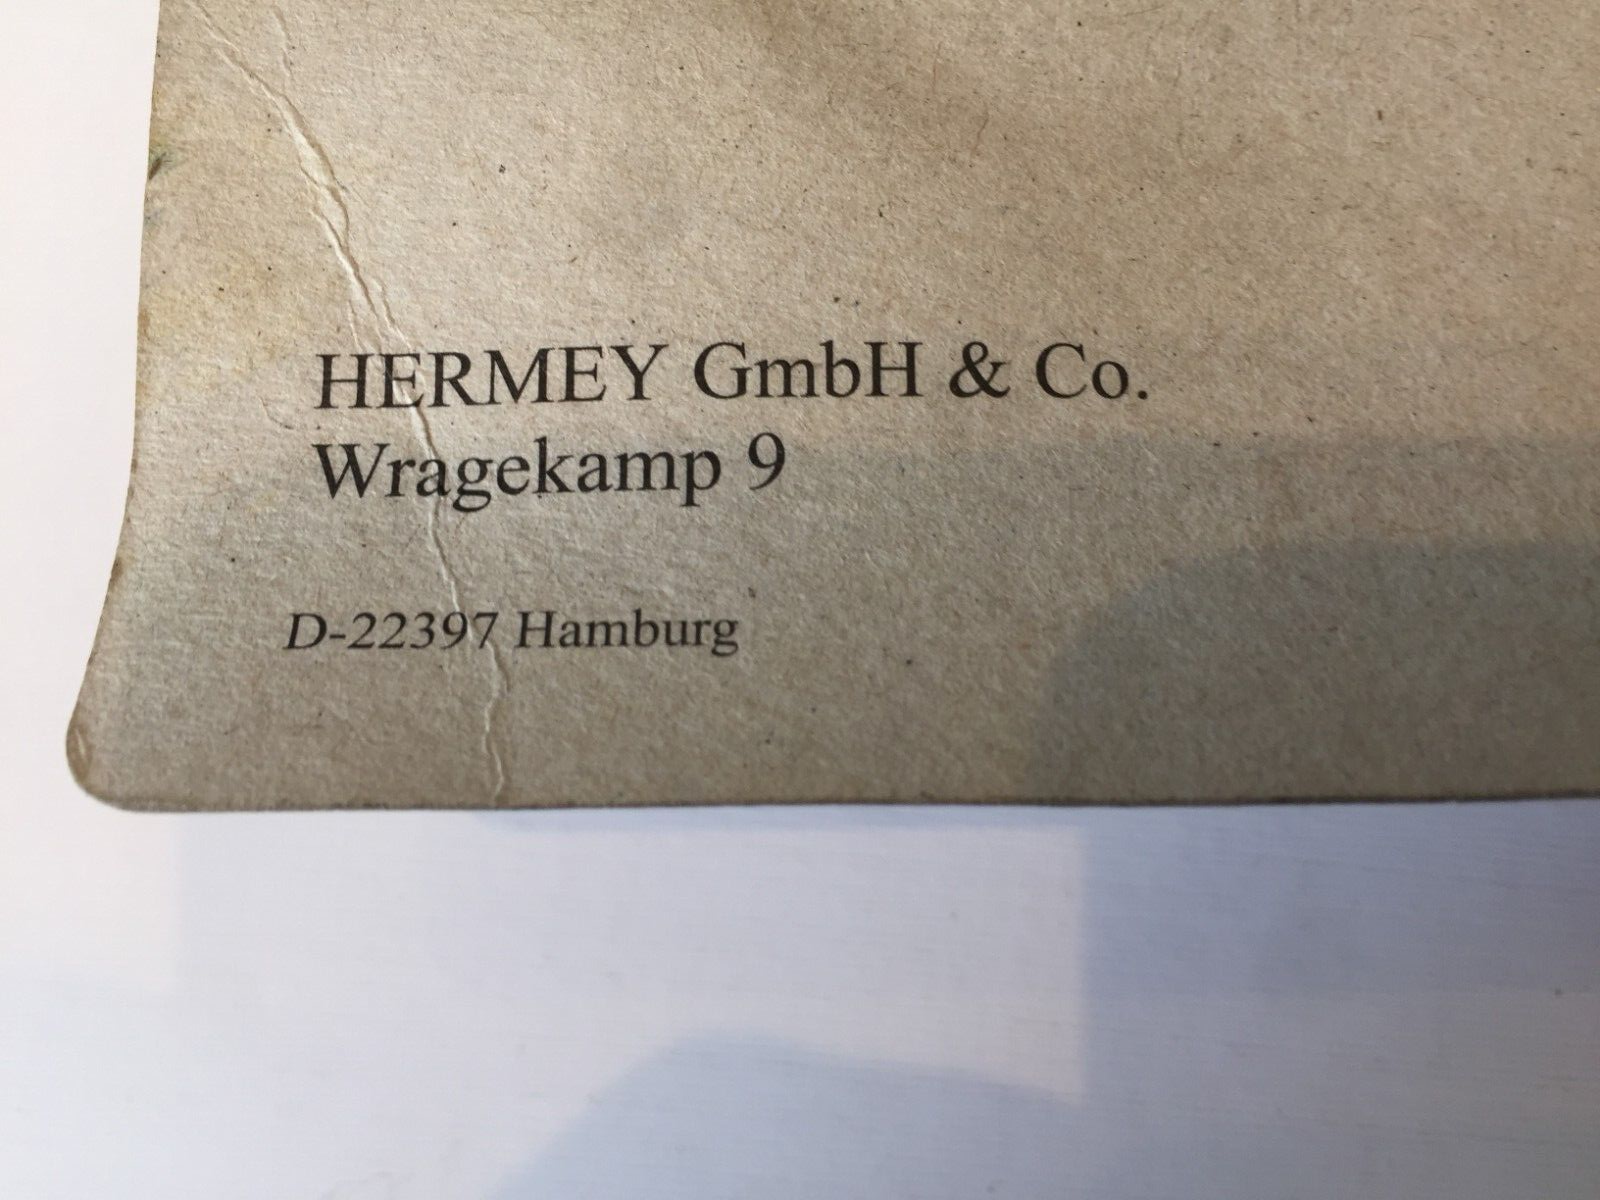 HERMEY GmbH & Co.
Wragekamp 9
D-22397 Hamburg